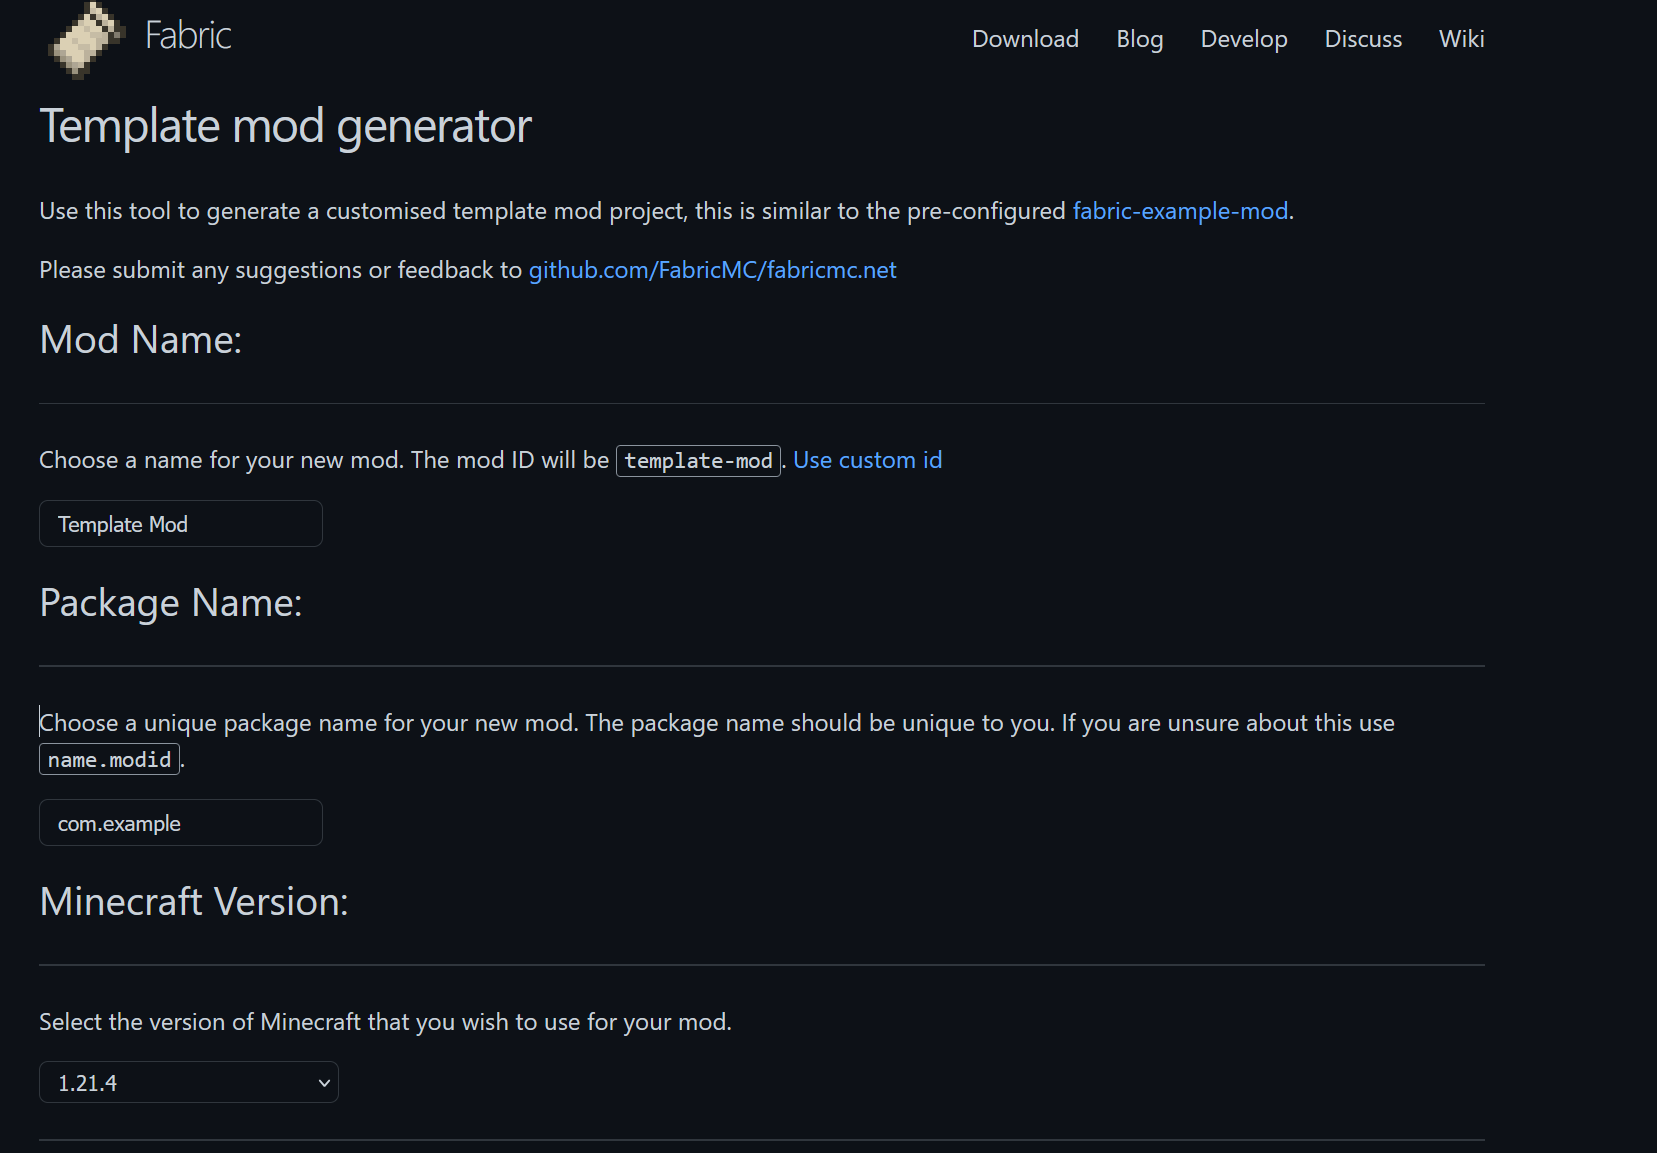 Fabric
Download Blog Develop Discuss Wiki
Template mod generator
Use this tool to generate a customised template mod project, this is similar to the pre-configured fabric-example-mod.
Please submit any suggestions or feedback to github.com/FabricMC/fabricmc.net
Mod Name:
Choose a name for your new mod. The mod ID will be template-mod. Use custom id
Template Mod
Package Name:
Choose a unique package name for your new mod. The package name should be unique to you. If you are unsure about this use
name.modid.
com.example
Minecraft Version:
Select the version of Minecraft that you wish to use for your mod.
1.21.4